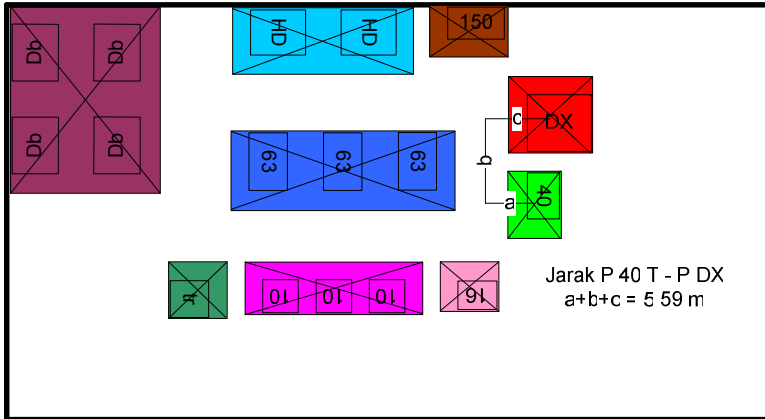 Db
Db
HD
HD
150
Db
Db
63
63
63
c
DX
b
a
40
tr
10
10
10
16
Jarak P 40 T - P DX
a+b+c = 5 59 m